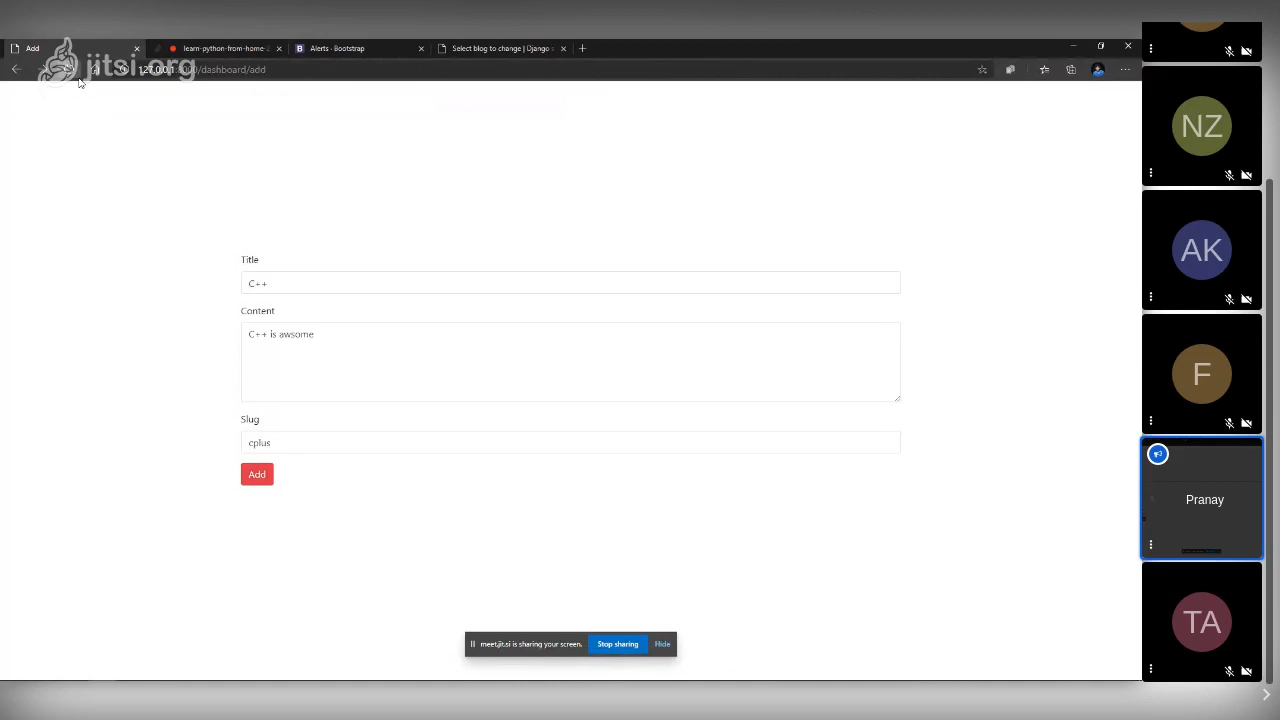 Add
learn-python-from-home-2
Alerts · Bootstrap
Select blog to change | Django s
jitsi.org
127.0.0.1:8000/dashboard/add
Title
C++
Content
C++ is awsome
Slug
cplus
Add
meet.jit.si is sharing your screen.
Stop sharing
Hide
NZ
AK
F
Pranay
TA